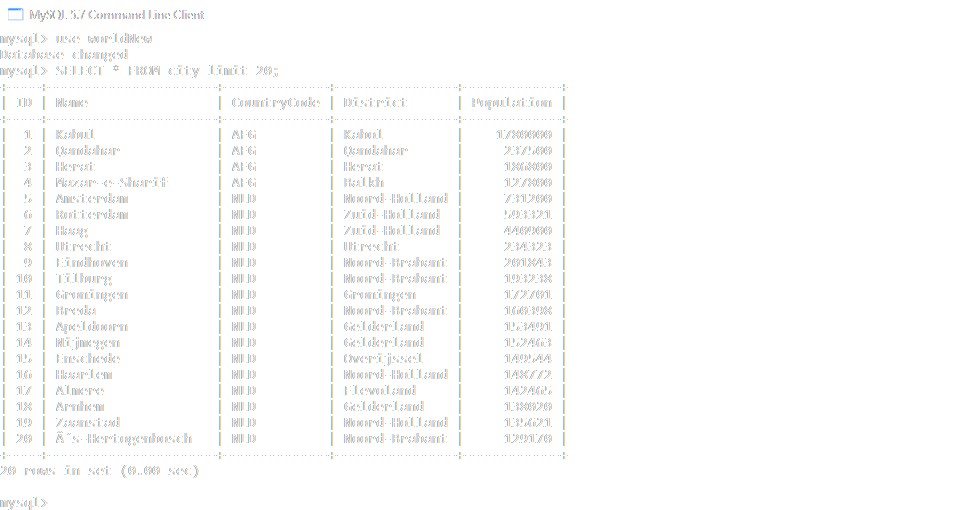 MySQL 5.7 Command Line Client
mysql> use worldNew
Database changed
mysql> SELECT * FROM city limit 20;
+----+------------------+-------------+---------------+------------+
| ID | Name | CountryCode | District | Population |
+----+------------------+-------------+---------------+------------+
| 1 | Kabul | AFG | Kabol | 1780000 |
| 2 | Qandahar | AFG | Qandahar | 237500 |
| 3 | Herat | AFG | Herat | 186800 |
| 4 | Mazar-e-Sharif | AFG | Balkh | 127800 |
| 5 | Amsterdam | NLD | Noord-Holland | 731200 |
| 6 | Rotterdam | NLD | Zuid-Holland | 593321 |
| 7 | Haag | NLD | Zuid-Holland | 440900 |
| 8 | Utrecht | NLD | Utrecht | 234323 |
| 9 | Eindhoven | NLD | Noord-Brabant | 201843 |
| 10 | Tilburg | NLD | Noord-Brabant | 193238 |
| 11 | Groningen | NLD | Groningen | 172701 |
| 12 | Breda | NLD | Noord-Brabant | 160398 |
| 13 | Apeldoorn | NLD | Gelderland | 153491 |
| 14 | Nijmegen | NLD | Gelderland | 152463 |
| 15 | Enschede | NLD | Overijssel | 149544 |
| 16 | Haarlem | NLD | Noord-Holland | 148772 |
| 17 | Almere | NLD | Flevoland | 142465 |
| 18 | Arnhem | NLD | Gelderland | 138020 |
| 19 | Zaanstad | NLD | Noord-Holland | 135621 |
| 20 | Â´s-Hertogenbosch | NLD | Noord-Brabant | 129170 |
+----+------------------+-------------+---------------+------------+
20 rows in set (0.00 sec)
mysql>